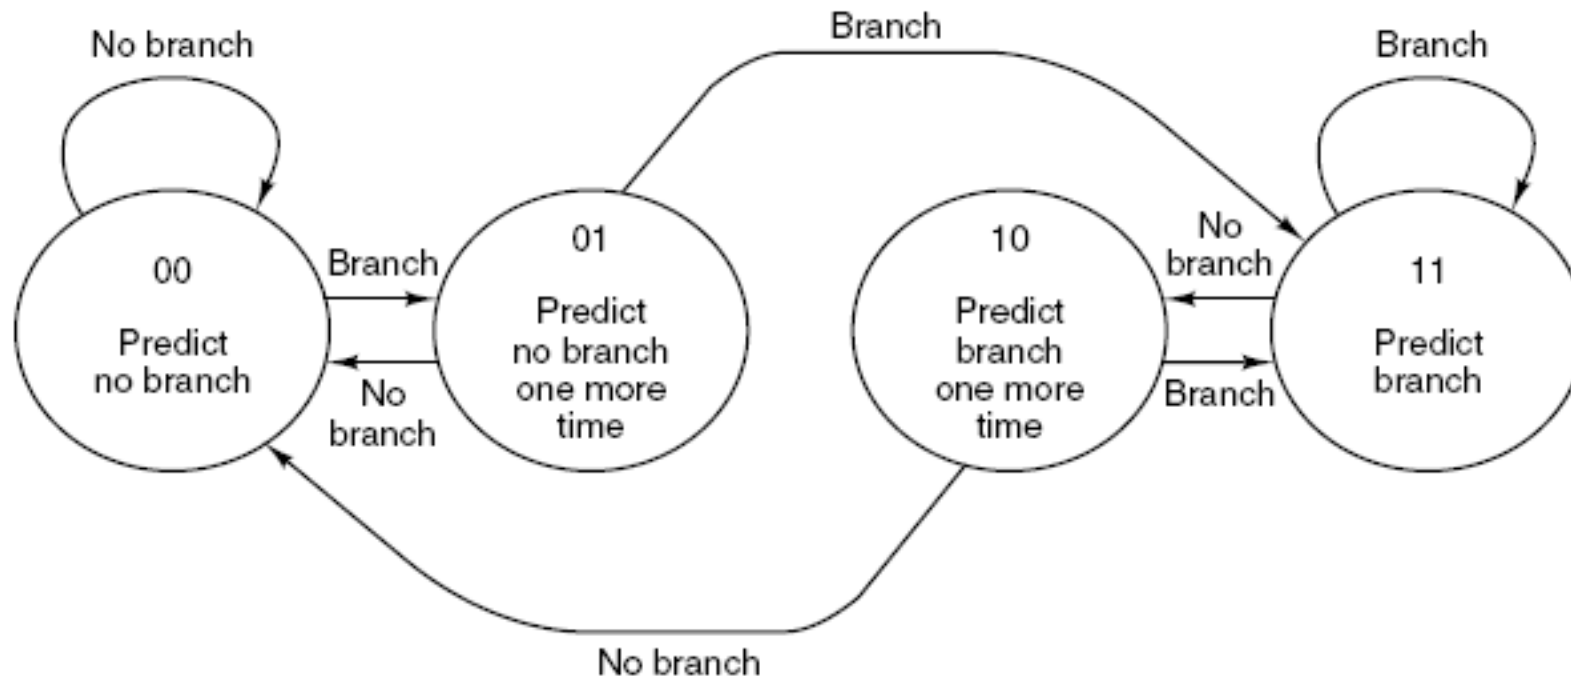 No branch
Branch
Branch
00
Predict
no branch
Branch
No
branch
01
Predict
no branch
one more
time
10
Predict
branch
one more
time
No
branch
Branch
11
Predict
branch
No branch